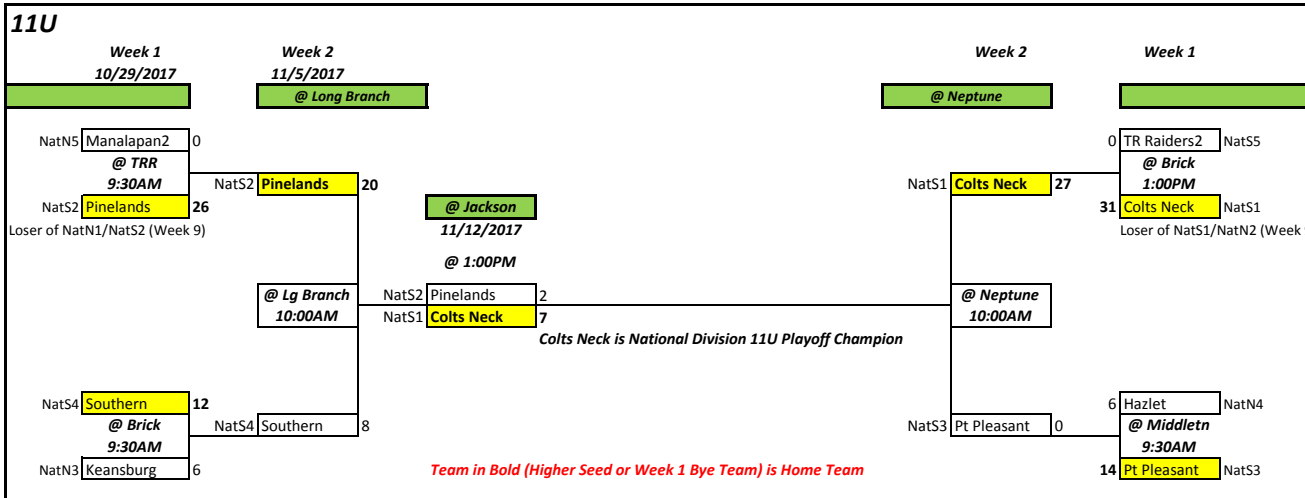 11U
Week 1
Week 2
Week 2
Week 1
10/29/2017
11/5/2017
@ Long Branch
@ Neptune
NatN5 Manalapan2 0
0 TR Raiders2 NatS5
@ TRR
@ Brick
9:30AM
NatS2 Pinelands 20
NatS1 Colts Neck 27
1:00PM
NatS2 Pinelands 26
@ Jackson
31 Colts Neck NatS1
Loser of NatN1/NatS2 (Week 9)
11/12/2017
Loser of NatS1/NatN2 (Week
@ 1:00PM
@ Lg Branch
NatS2 Pinelands 2
@ Neptune
10:00AM
NatS1 Colts Neck 7
10:00AM
Colts Neck is National Division 11U Playoff Champion
NatS4 Southern 12
6 Hazlet NatN4
@ Brick
NatS4 Southern 8
NatS3 Pt Pleasant 0
@ Middletn
9:30AM
9:30AM
NatN3 Keansburg 6
Team in Bold (Higher Seed or Week 1 Bye Team) is Home Team
14 Pt Pleasant NatS3